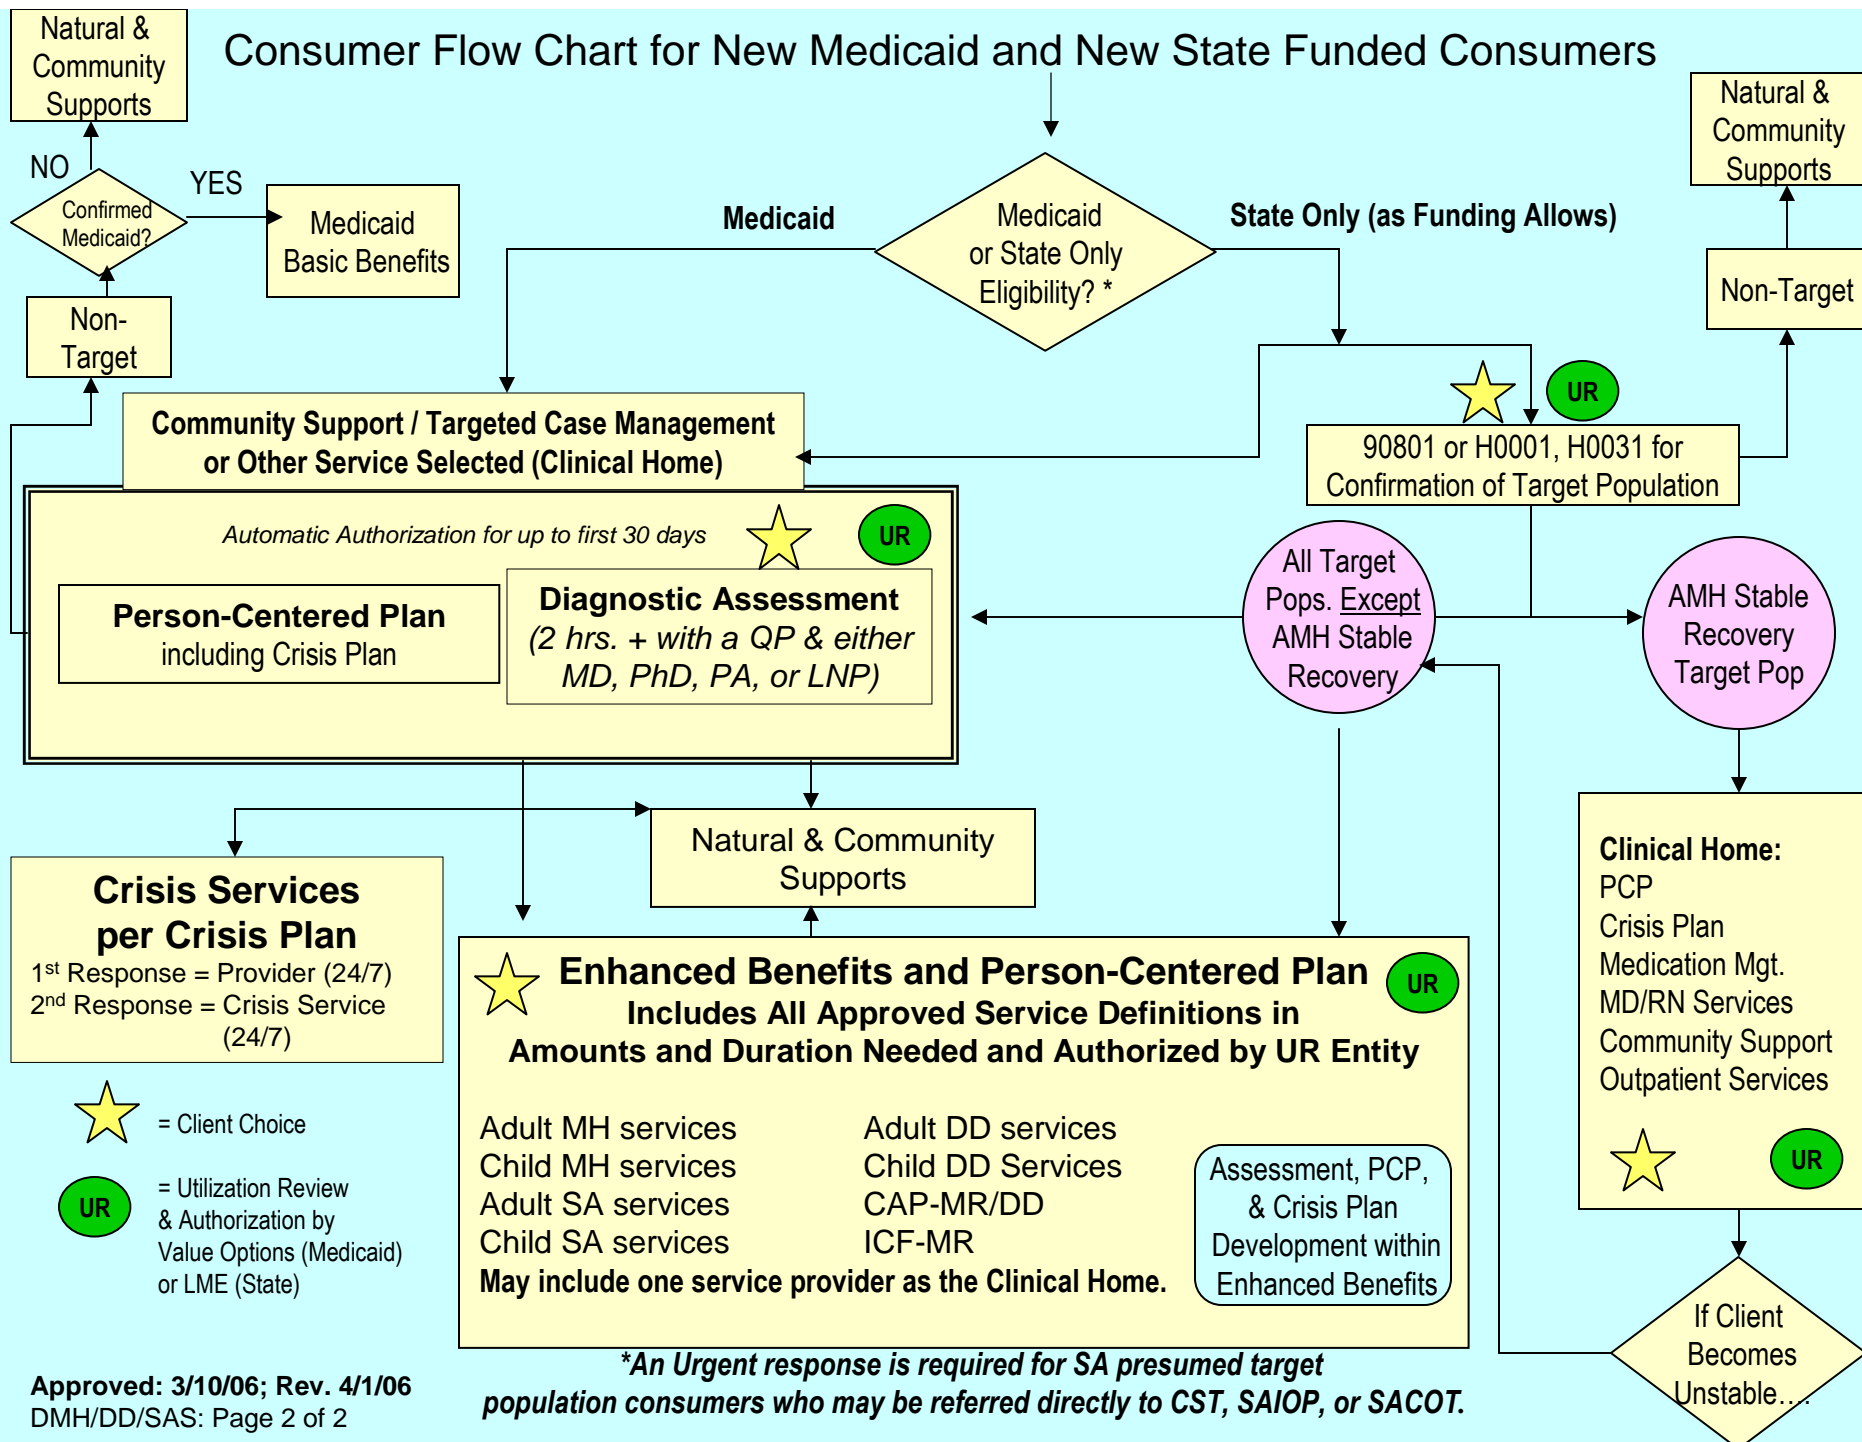 Natural &
Community
Supports
Consumer Flow Chart for New Medicaid and New State Funded Consumers
Natural &
Community
Supports
NO
YES
Confirmed
Medicaid?
Medicaid
Basic Benefits
Medicaid
Medicaid
or State Only
Eligibility? *
State Only (as Funding Allows)
Non-Target
Non-
Target
UR
Community Support / Targeted Case Management
or Other Service Selected (Clinical Home)
90801 or H0001, H0031 for
Confirmation of Target Population
Automatic Authorization for up to first 30 days
UR
Person-Centered Plan
including Crisis Plan
Diagnostic Assessment
(2 hrs. + with a QP & either
MD, PhD, PA, or LNP)
All Target
Pops. Except
AMH Stable
Recovery
AMH Stable
Recovery
Target Pop
Natural & Community
Supports
Crisis Services
per Crisis Plan
1st Response = Provider (24/7)
2nd Response = Crisis Service
(24/7)
Clinical Home:
PCP
Crisis Plan
Medication Mgt.
MD/RN Services
Community Support
Outpatient Services
UR
Enhanced Benefits and Person-Centered Plan
UR
Includes All Approved Service Definitions in
Amounts and Duration Needed and Authorized by UR Entity
Adult MH services
Child MH services
Adult SA services
Child SA services
Adult DD services
Child DD Services
CAP-MR/DD
ICF-MR
May include one service provider as the Clinical Home.
Assessment, PCP,
& Crisis Plan
Development within
Enhanced Benefits
= Client Choice
UR
= Utilization Review
& Authorization by
Value Options (Medicaid)
or LME (State)
If Client
Becomes
Unstable….
*An Urgent response is required for SA presumed target
population consumers who may be referred directly to CST, SAIOP, or SACOT.
Approved: 3/10/06; Rev. 4/1/06
DMH/DD/SAS: Page 2 of 2